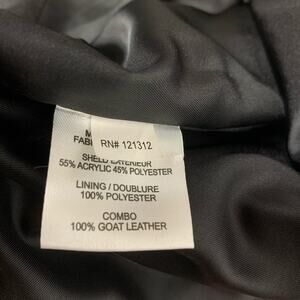 RN# 121312
SHELL/EXTERIEUR
55% ACRYLIC 45% POLYESTER
LINING / DOUBLURE
100% POLYESTER
COMBO
100% GOAT LEATHER